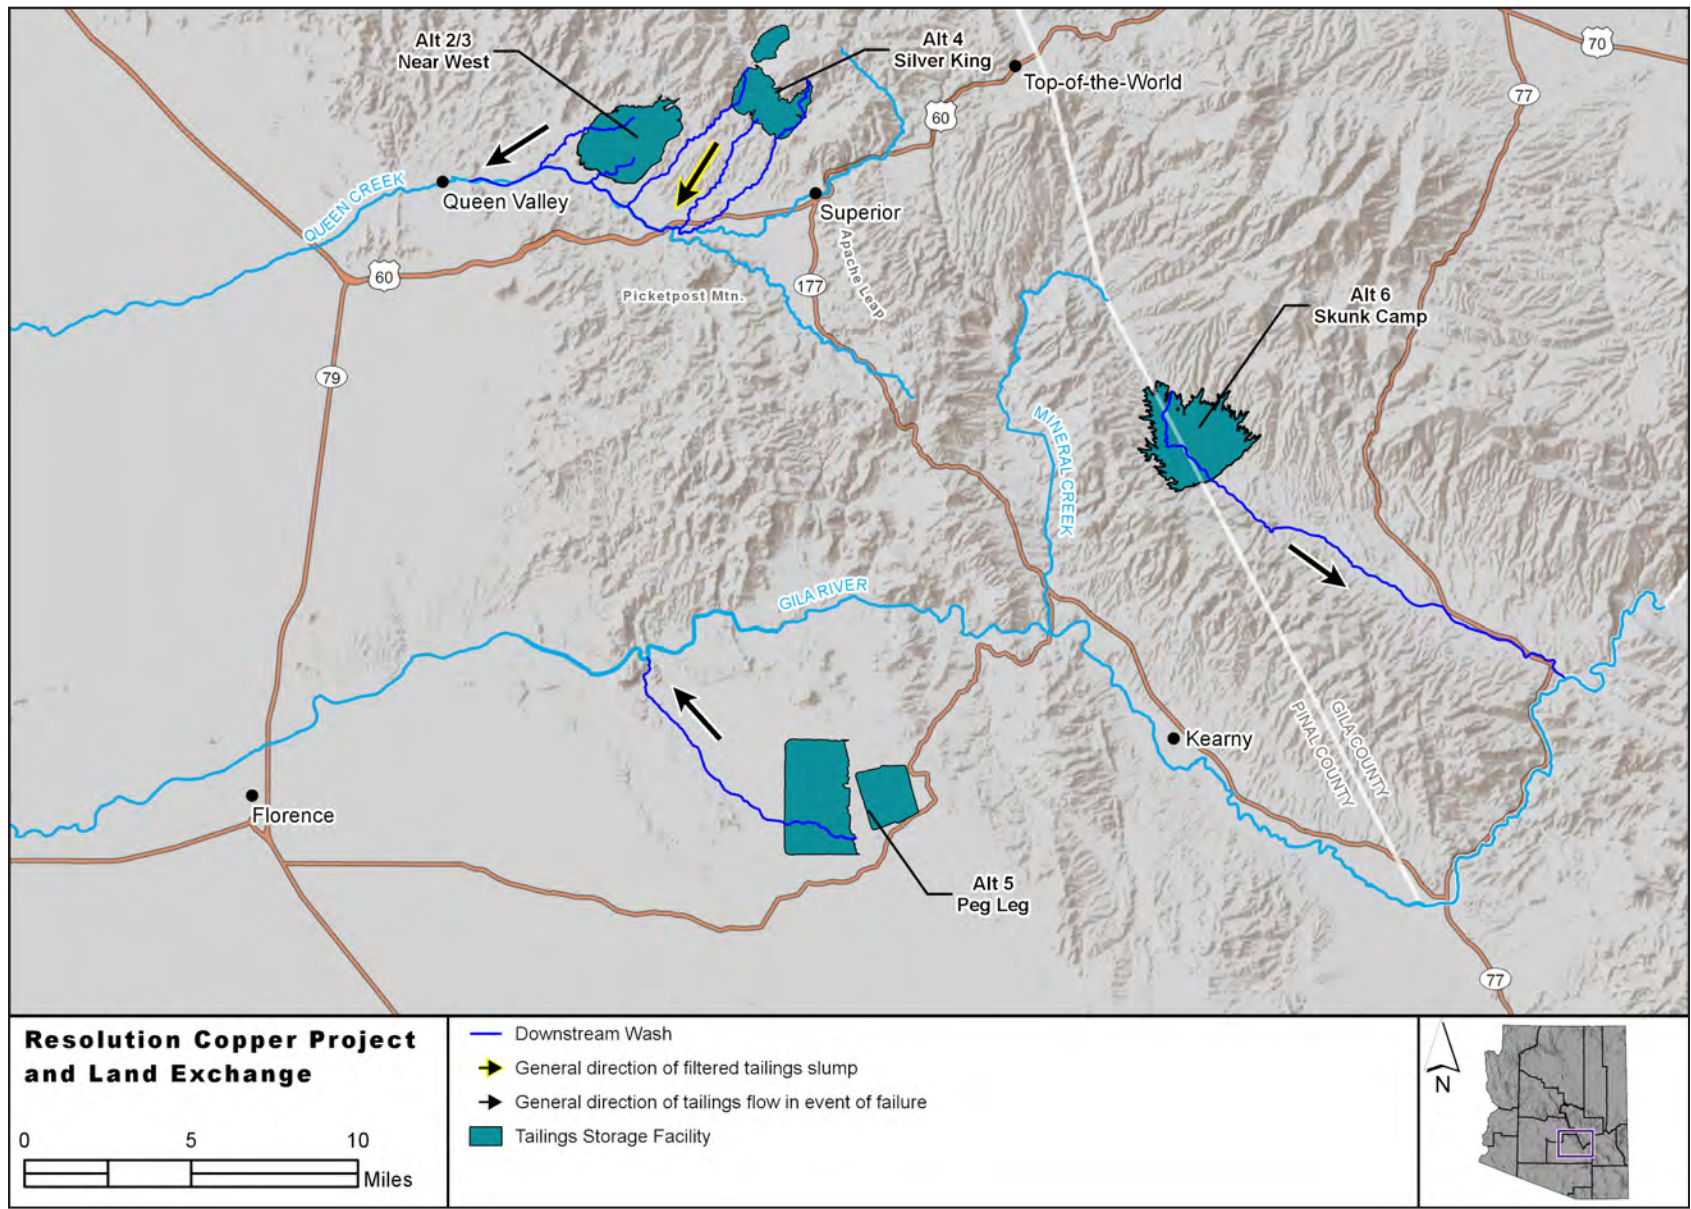 Alt 2/3
Near West
Alt 4
Silver King
Top-of-the-World
70
77
60
QUEEN CREEK
Queen Valley
Superior
Apache Leap
60
177
Picketpost Mtn.
79
Alt 6
Skunk Camp
MINERAL CREEK
GILA RIVER
GILA COUNTY
PINAL COUNTY
Kearny
Florence
Alt 5
Peg Leg
77
Resolution Copper Project
and Land Exchange
0 5 10
Miles
Downstream Wash
General direction of filtered tailings slump
General direction of tailings flow in event of failure
Tailings Storage Facility
N